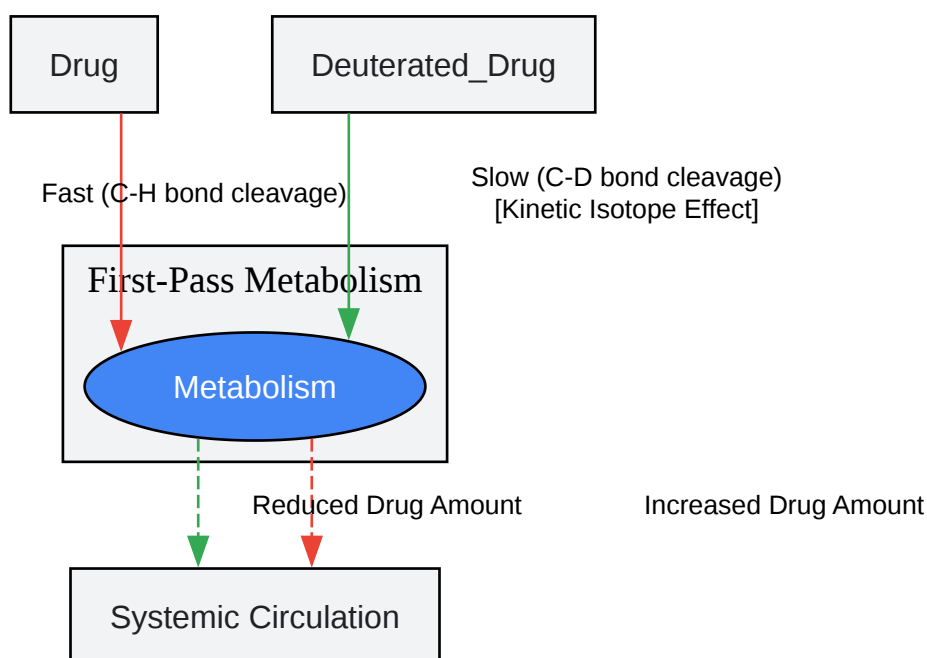 Drug
Deuterated_Drug
Fast (C-H bond cleavage)
Slow (C-D bond cleavage)
[Kinetic Isotope Effect]
First-Pass Metabolism
Metabolism
Reduced Drug Amount
Increased Drug Amount
Systemic Circulation